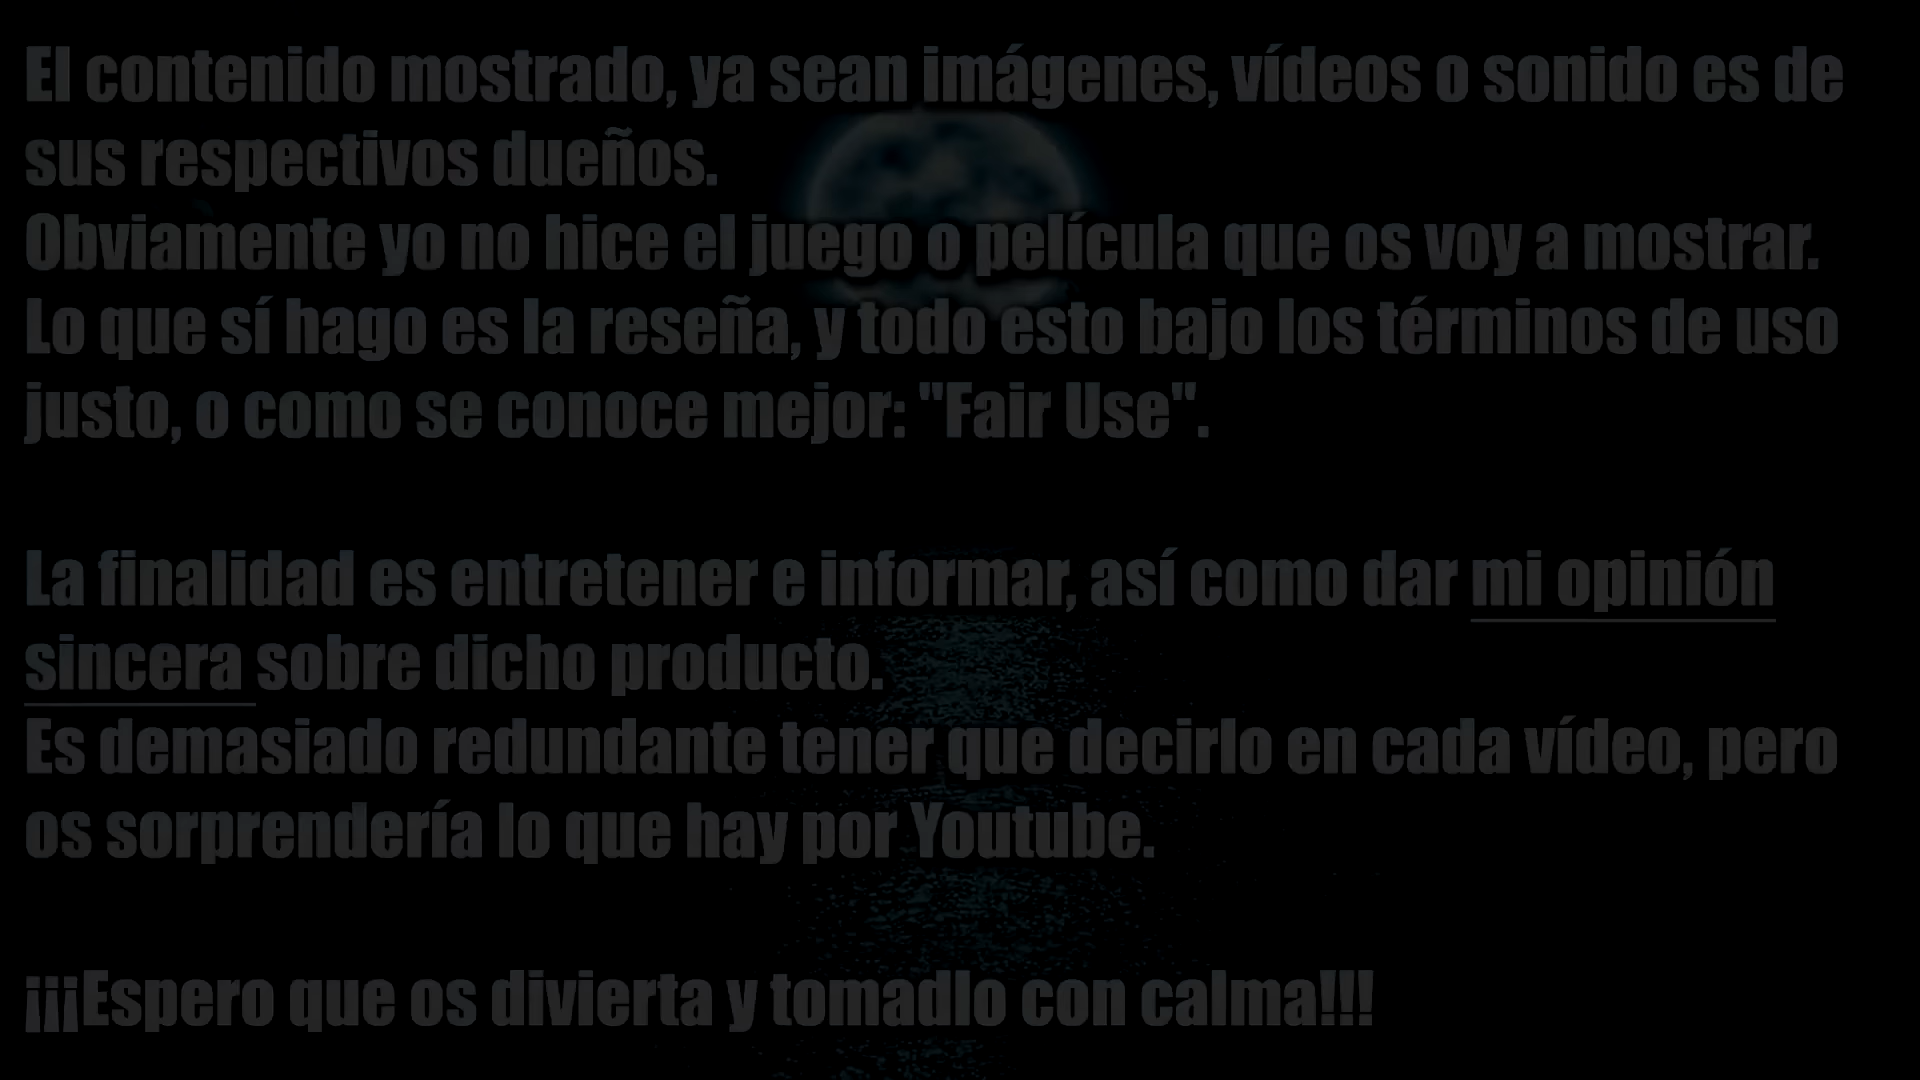 El contenido mostrado, ya sean imágenes, vídeos o sonido es de
sus respectivos dueños.
Obviamente yo no hice el juego o película que os voy a mostrar.
Lo que sí hago es la reseña, y todo esto bajo los términos de uso
justo, o como se conoce mejor: "Fair Use".
La finalidad es entretener e informar, así como dar mi opinión
sincera sobre dicho producto.
Es demasiado redundante tener que decirlo en cada vídeo, pero
os sorprendería lo que hay por Youtube.
¡¡¡Espero que os divierta y tomadlo con calma!!!